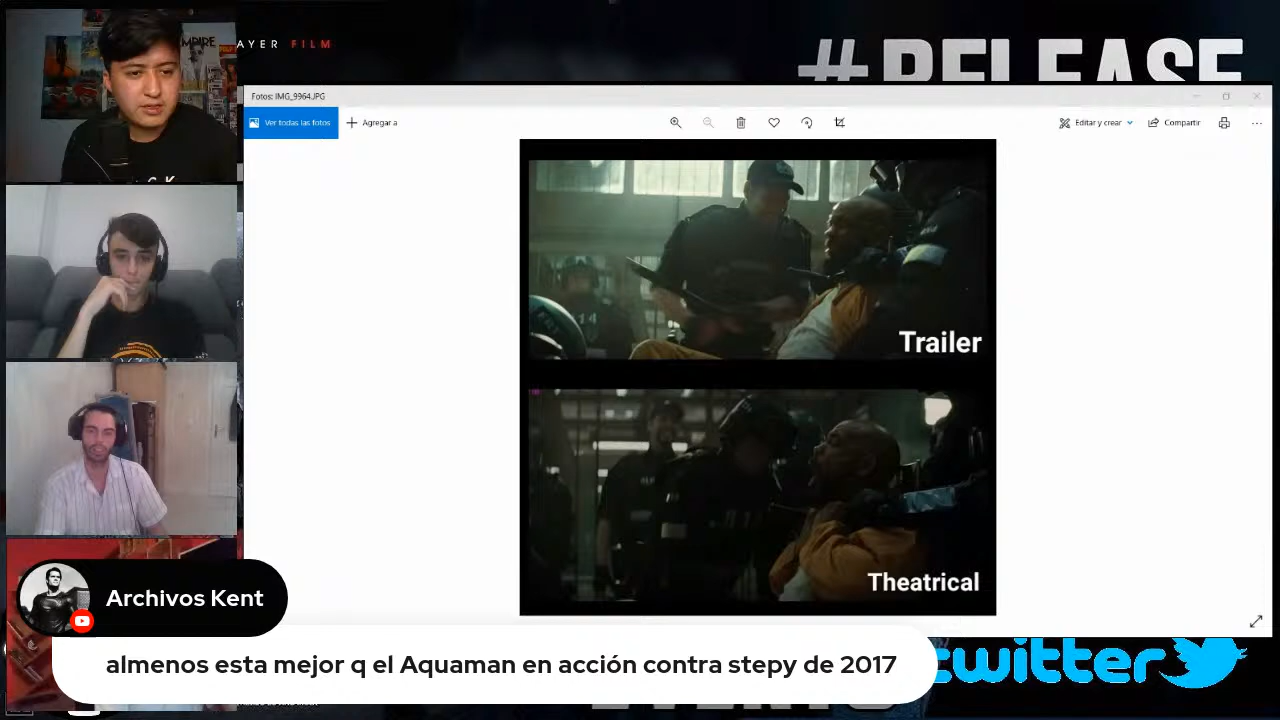 AYER FILM
#RELEASE
Fotos: IMG_9964.JPG
Ver todas las fotos
Agregar a
Editar y crear
Compartir
14
Trailer
Theatrical
Archivos Kent
almenos esta mejor q el Aquaman en acción contra stepy de 2017
twitter